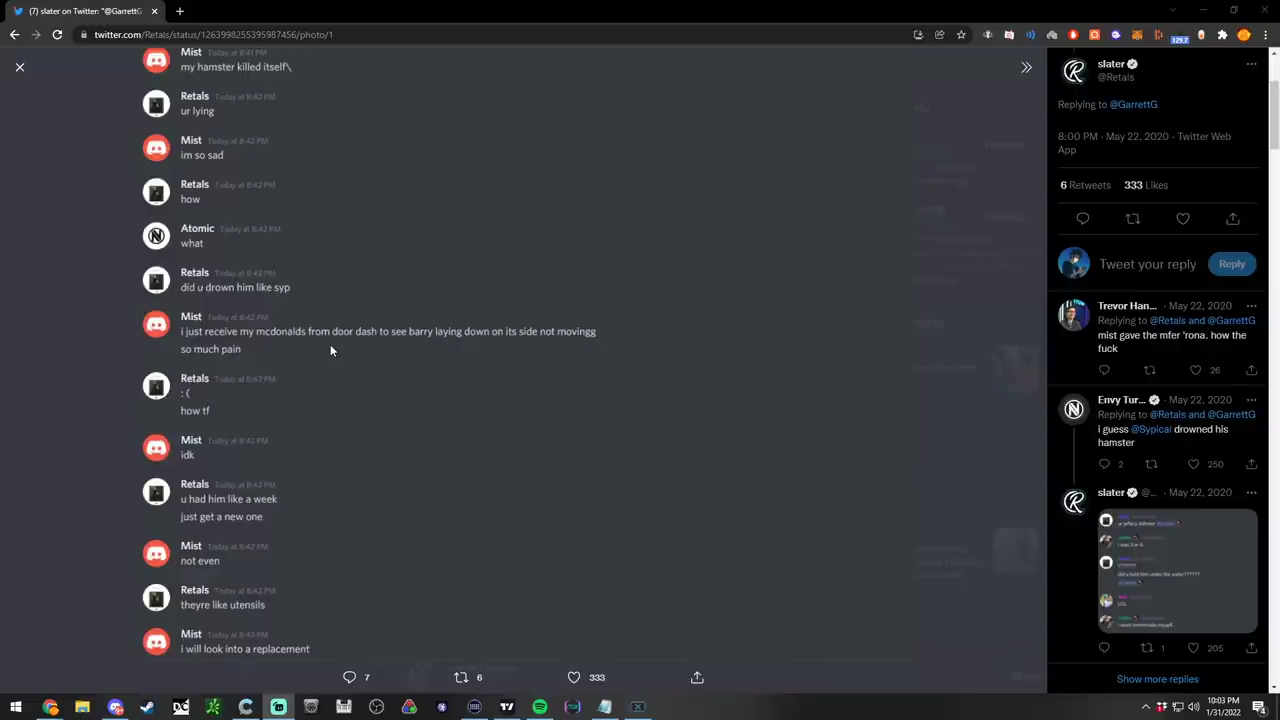 (7) slater on Twitter: "@GarrettG
twitter.com/Retals/status/1263998255395987456/photo/1
129.7
Mist Today at 8:41 PM
my hamster killed itself\
Retals Today at 8:42 PM
ur lying
Mist Today at 8:42 PM
im so sad
Retals Today at 8:42 PM
how
Atomic Today at 8:42 PM
what
Retals Today at 8:42 PM
did u drown him like syp
Mist Today at 8:42 PM
i just receive my mcdonalds from door dash to see barry laying down on its side not movingg
so much pain
Retals Today at 8:42 PM
: (
how tf
Mist Today at 8:42 PM
idk
Retals Today at 8:42 PM
u had him like a week
just get a new one
Mist Today at 8:42 PM
not even
Retals Today at 8:42 PM
theyre like utensils
Mist Today at 8:43 PM
i will look into a replacement
7
6
333
slater
@Retals
Replying to @GarrettG
8:00 PM · May 22, 2020 · Twitter Web
App
6 Retweets 333 Likes
Tweet your reply
Reply
Trevor Han... · May 22, 2020
Replying to @Retals and @GarrettG
mist gave the mfer 'rona. how the
fuck
26
Envy Tur... · May 22, 2020
Replying to @Retals and @GarrettG
i guess @Sypical drowned his
hamster
2 250
slater @... · May 22, 2020
??????
did u hold him under the water??????
LOL
1 205
Show more replies
10:03 PM
1/31/2022